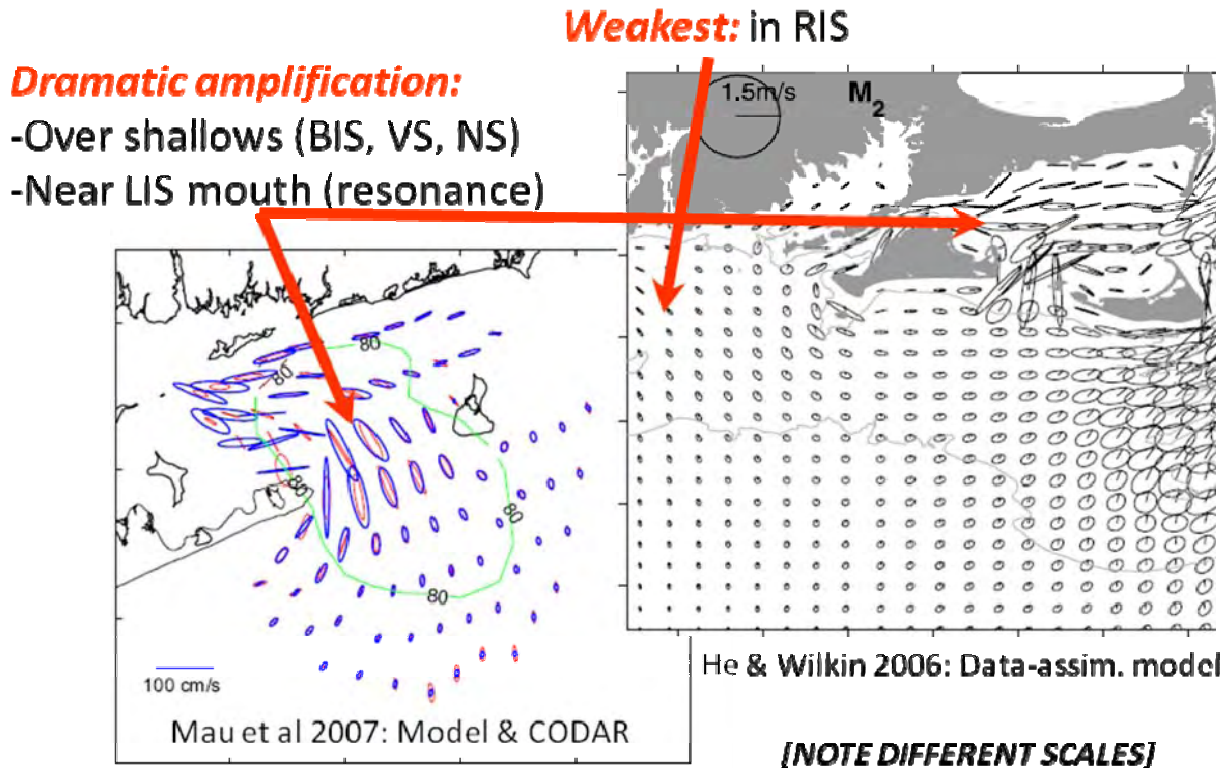 Weakest: in RIS
Dramatic amplification:
-Over shallows (BIS, VS, NS)
-Near LIS mouth (resonance)
1.5m/s M2
80
80
80
80
100 cm/s
Mau et al 2007: Model & CODAR
He & Wilkin 2006: Data-assim. model
[NOTE DIFFERENT SCALES]